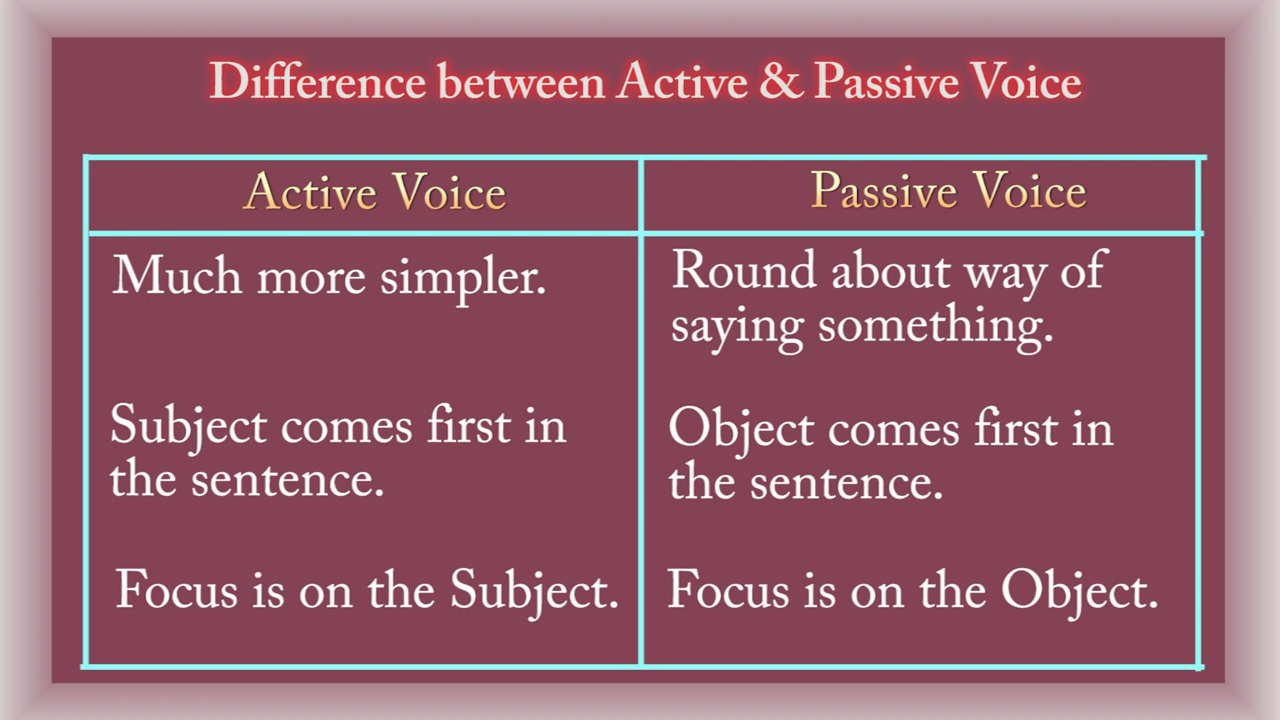 Difference between Active & Passive Voice
Active Voice
Passive Voice
Much more simpler.
Round about way of
saying something.
Subject comes first in
the sentence.
Object comes first in
the sentence.
Focus is on the Subject.
Focus is on the Object.